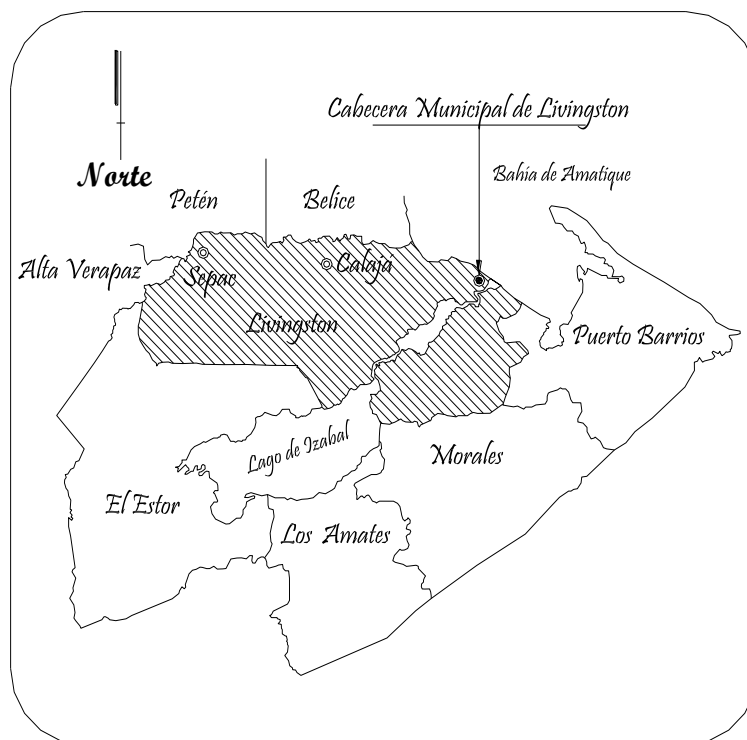 Cabecera Municipal de Livingston
Norte
Bahía de Amatique
Petén
Belice
Alta Verapaz
Sepac
Calajá
Livingston
Puerto Barrios
Lago de Izabal
Morales
El Estor
Los Amates